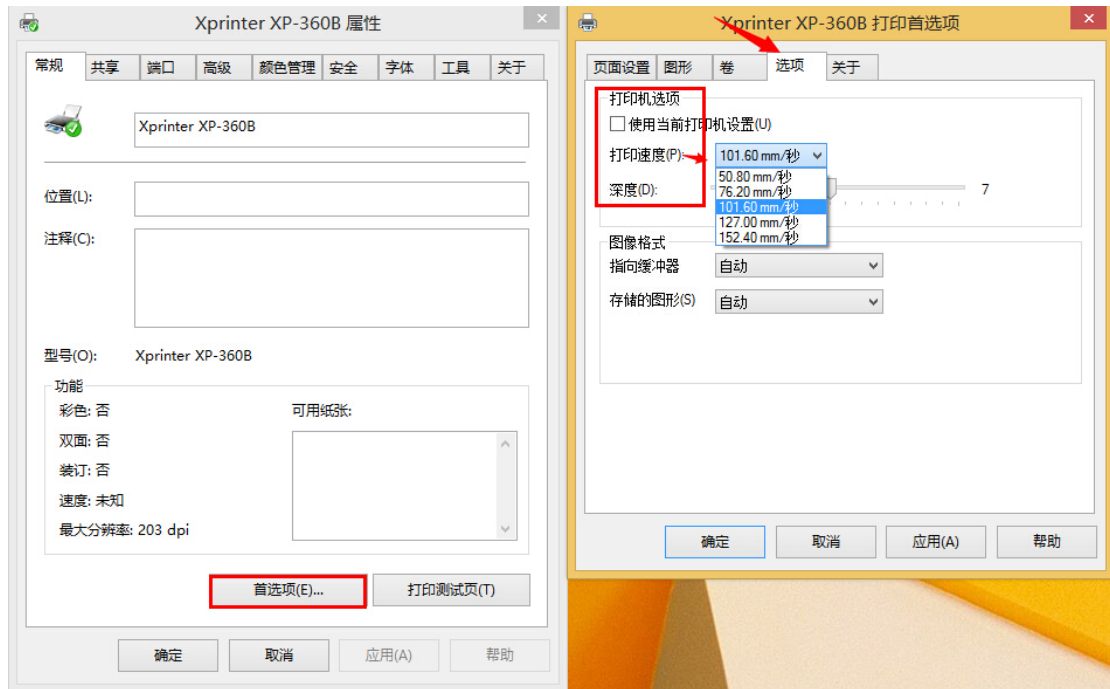 Xprinter XP-360B 属性
常规 共享 端口 高级 颜色管理 安全 字体 工具 关于
Xprinter XP-360B
位置(L):
注释(C):
型号(O): Xprinter XP-360B
功能
彩色: 否 可用纸张:
双面: 否
装订: 否
速度: 未知
最大分辨率: 203 dpi
首选项(E)... 打印测试页(T)
确定 取消 应用(A) 帮助
Xprinter XP-360B 打印首选项
页面设置 图形 卷 选项 关于
打印机选项
使用当前打印机设置(U)
打印速度(P): 101.60 mm/秒
50.80 mm/秒
深度(D): 76.20 mm/秒 7
101.60 mm/秒
127.00 mm/秒
152.40 mm/秒
图像格式
指向缓冲器 自动
存储的图形(S) 自动
确定 取消 应用(A) 帮助